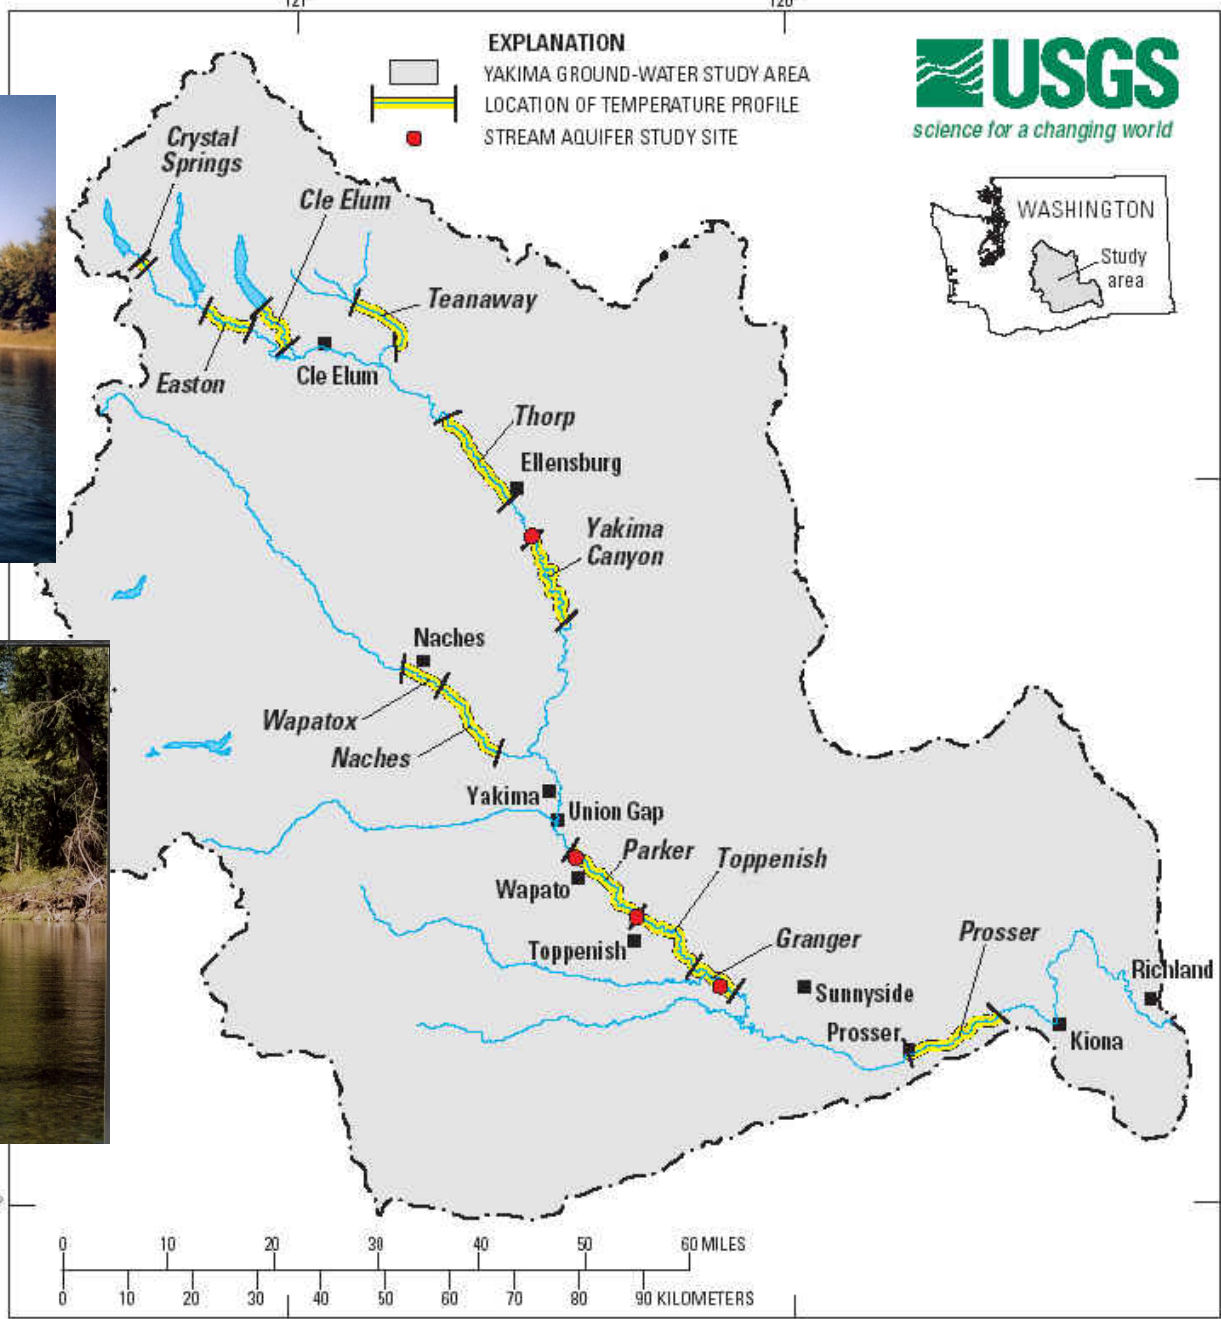 121°
120°
EXPLANATION
YAKIMA GROUND-WATER STUDY AREA
LOCATION OF TEMPERATURE PROFILE
STREAM AQUIFER STUDY SITE
USGS
science for a changing world
WASHINGTON
Study
area
Crystal
Springs
Cle Elum
Teanaway
Easton
Cle Elum
Thorp
Ellensburg
Yakima
Canyon
Naches
Wapatox
Naches
Yakima
Union Gap
Parker
Toppenish
Wapato
Toppenish
Granger
Prosser
Richland
Sunnyside
Prosser
Kiona
0 10 20 30 40 50 60 MILES
0 10 20 30 40 50 60 70 80 90 KILOMETERS